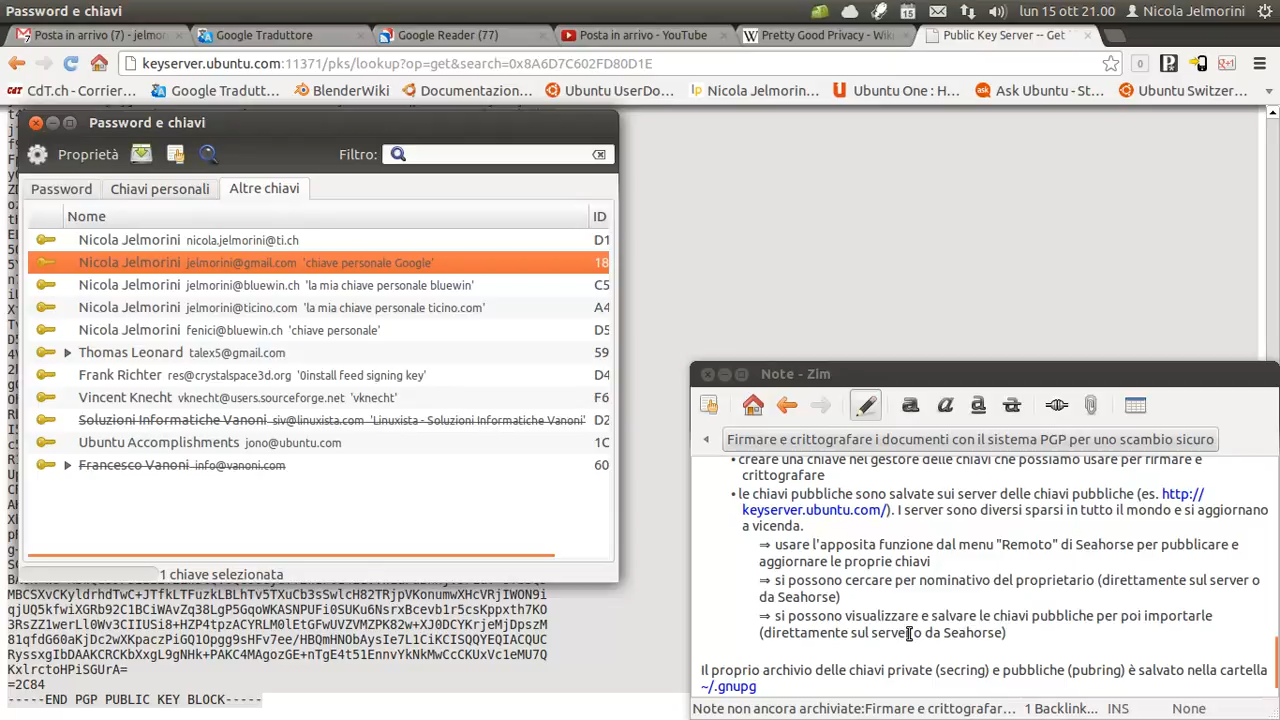 Password e chiavi
15
lun 15 ott 21.00
Nicola Jelmorini
Posta in arrivo (7) - jelmor
Google Traduttore
Google Reader (77)
Posta in arrivo - YouTube
Pretty Good Privacy - Wiki
Public Key Server -- Get
keyserver.ubuntu.com:11371/pks/lookup?op=get&search=0x8A6D7C602FD80D1E
0
CdT.ch - Corrier...
Google Tradutt...
BlenderWiki
Documentazion...
Ubuntu UserDo...
Nicola Jelmorin...
Ubuntu One : H...
Ask Ubuntu - St...
Ubuntu Switzer...
Password e chiavi
Proprietà
Filtro:
Password
Chiavi personali
Altre chiavi
Nome
ID
Nicola Jelmorini nicola.jelmorini@ti.ch D1
Nicola Jelmorini jelmorini@gmail.com 'chiave personale Google' 18
Nicola Jelmorini jelmorini@bluewin.ch 'la mia chiave personale bluewin' C5
Nicola Jelmorini jelmorini@ticino.com 'la mia chiave personale ticino.com' A4
Nicola Jelmorini fenici@bluewin.ch 'chiave personale' D5
Thomas Leonard talex5@gmail.com 59
Frank Richter res@crystalspace3d.org '0install feed signing key' D4
Vincent Knecht vknecht@users.sourceforge.net 'vknecht' F6
Soluzioni Informatiche Vanoni siv@linuxista.com 'Linuxista - Soluzioni Informatiche Vanoni' D2
Ubuntu Accomplishments jono@ubuntu.com 1C
Francesco Vanoni info@vanoni.com 60
1 chiave selezionata
MBCSXvCKyldrhdTwC+JTfkLTFuzKLbD3TxCb3SsSwlcH82TRjpVKonumwXHcVRjIWON9i
qjUQ5kfwiXGRb92C1BCiWAvZq38LgP5GqoWKASNPUFi0SUKu6NsrxBcevb1r5csKppxth7KO
3RsZZ1werLl0Wv3CIIUSi8+HZP4tpzACYRLODCkLETGFwUVZVMZPK82w+XJ0DCYKrjeMjDpszM
81qfdG60aKjDc2wXKpaczPiGQ1Opgg9sHFv7ee/HBQmHNObAysIe7L1CiKCISQQYEQIACQUC
RyssxgIbDAAKCRCKbXxgL9gNHk+PAKC4MAgozGE+nTgE4t51EnnvYkNkMwCcCKUxVc1eMU7Q
KxlrctoHPiSGUrA=
=2C84
-----END PGP PUBLIC KEY BLOCK-----
Note - Zim
Firmare e crittografare i documenti con il sistema PGP per uno scambio sicuro
• creare una chiave nel gestore delle chiavi che possiamo usare per firmare e
crittografare
• le chiavi pubbliche sono salvate sui server delle chiavi pubbliche (es. http://
keyserver.ubuntu.com/). I server sono diversi sparsi in tutto il mondo e si aggiornano
a vicenda.
⇒ usare l'apposita funzione dal menu "Remoto" di Seahorse per pubblicare e
aggiornare le proprie chiavi
⇒ si possono cercare per nominativo del proprietario (direttamente sul server o
da Seahorse)
⇒ si possono visualizzare e salvare le chiavi pubbliche per poi importarle
(direttamente sul server o da Seahorse)
Il proprio archivio delle chiavi private (secring) e pubbliche (pubring) è salvato nella cartella
~/.gnupg
Note non ancora archiviate:Firmare e crittografar...
1 Backlink...
INS
None